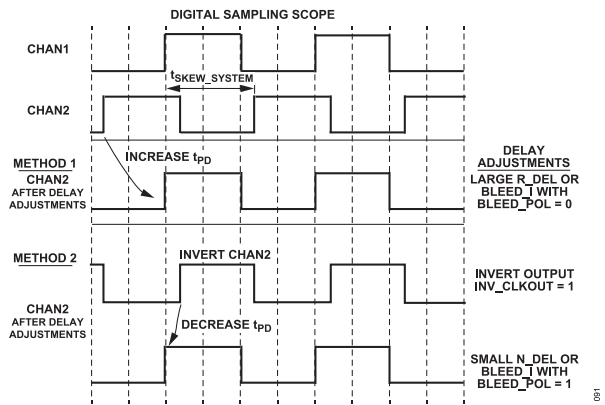 DIGITAL SAMPLING SCOPE
CHAN1
tSKEW_SYSTEM
CHAN2
METHOD 1
CHAN2
AFTER DELAY
ADJUSTMENTS
INCREASE tPD
DELAY
ADJUSTMENTS
LARGE R_DEL OR
BLEED_I WITH
BLEED_POL = 0
METHOD 2
INVERT CHAN2
INVERT OUTPUT
INV_CLKOUT = 1
CHAN2
AFTER DELAY
ADJUSTMENTS
DECREASE tPD
SMALL N_DEL OR
BLEED_I WITH
BLEED_POL = 1
091